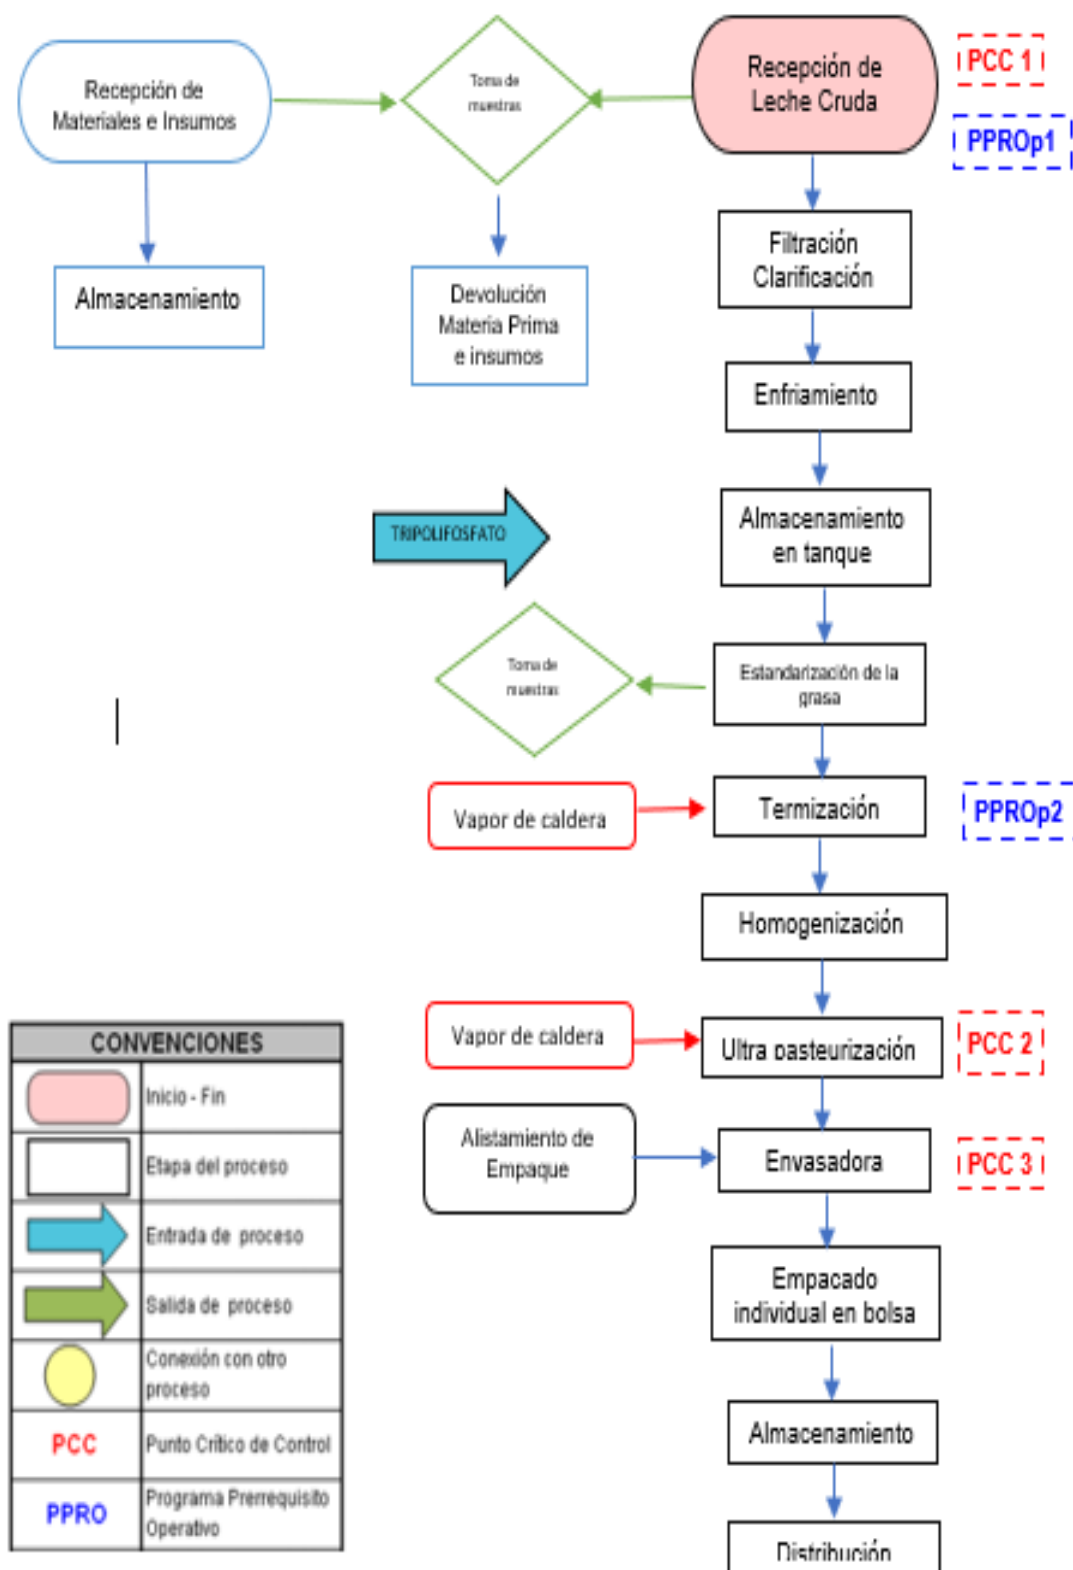 Recepción de
Materiales e Insumos
Toma de
muestras
Recepción de
Leche Cruda
PCC 1
PPROp1
Almacenamiento
Devolución
Materia Prima
e insumos
Filtración
Clarificación
Enfriamiento
TRIPOLIFOSFATO
Almacenamiento
en tanque
Toma de
muestras
Estandarización de la
grasa
Vapor de caldera
Termización
PPROp2
Homogenización
Vapor de caldera
Ultra pasteurización
PCC 2
Alistamiento de
Empaque
Envasadora
PCC 3
Empacado
individual en bolsa
Almacenamiento
Distribución
CONVENCIONES
Inicio - Fin
Etapa del proceso
Entrada de proceso
Salida de proceso
Conexión con otro
proceso
PCC
Punto Crítico de Control
PPRO
Programa Prerrequisito
Operativo